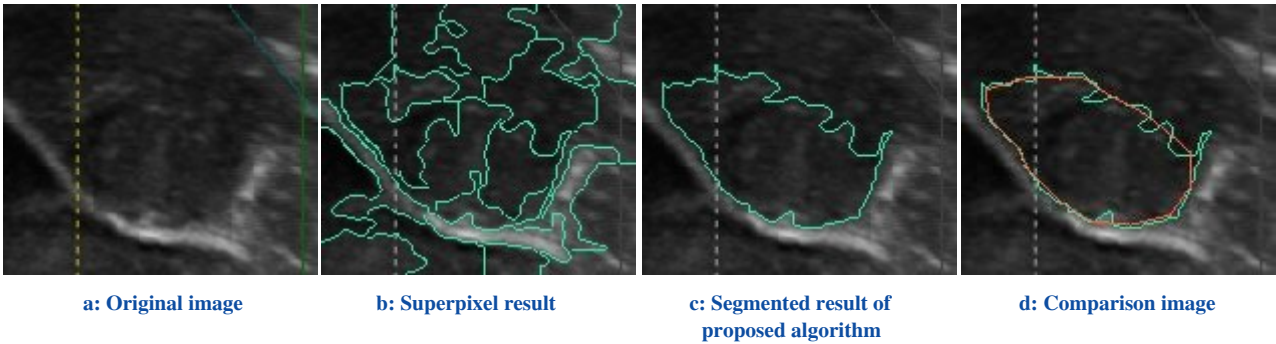 a: Original image
b: Superpixel result
c: Segmented result of
proposed algorithm
d: Comparison image